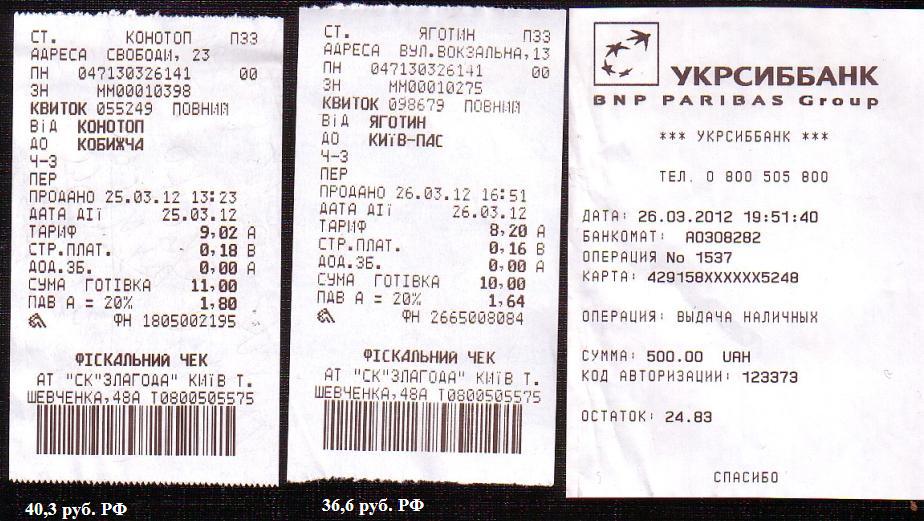 СТ. КОНОТОП ПЗЗ
АДРЕСА СВОБОДИ, 23
ПН 047130326141 00
ЗН ММ00010398
КВИТОК 055249 ПОВНИЙ
ВІД КОНОТОП
ДО КОБИЖЧА
Ч-3
ПЕР
ПРОДАНО 25.03.12 13:23
ДАТА ДІЇ 25.03.12
ТАРИФ 9,02 А
СТР.ПЛАТ. 0,18 В
ДОД.ЗБ. 0,00 А
СУМА ГОТІВКА 11,00
ПДВ А = 20% 1,80
ФН 1805002195
ФІСКАЛЬНИЙ ЧЕК
АТ "СК"ЗЛАГОДА" КИЇВ Т.
ШЕВЧЕНКА,48А Т0800505575
40,3 руб. РФ
СТ. ЯГОТИН ПЗЗ
АДРЕСА ВУЛ.ВОКЗАЛЬНА,13
ПН 047130326141 00
ЗН ММ00010275
КВИТОК 098679 ПОВНИЙ
ВІД ЯГОТИН
ДО КИЇВ-ПАС
Ч-3
ПЕР
ПРОДАНО 26.03.12 16:51
ДАТА ДІЇ 26.03.12
ТАРИФ 8,20 А
СТР.ПЛАТ. 0,16 В
ДОД.ЗБ. 0,00 А
СУМА ГОТІВКА 10,00
ПДВ А = 20% 1,64
ФН 2665008084
ФІСКАЛЬНИЙ ЧЕК
АТ "СК"ЗЛАГОДА" КИЇВ Т.
ШЕВЧЕНКА,48А Т0800505575
36,6 руб. РФ
УКРСИББАНК
BNP PARIBAS Group
*** УКРСИББАНК ***
ТЕЛ. 0 800 505 800
ДАТА: 26.03.2012 19:51:40
БАНКОМАТ: A0308282
ОПЕРАЦИЯ No 1537
КАРТА: 429158XXXXXX5248
ОПЕРАЦИЯ: ВЫДАЧА НАЛИЧНЫХ
СУММА: 500.00 UAH
КОД АВТОРИЗАЦИИ: 123373
ОСТАТОК: 24.83
СПАСИБО